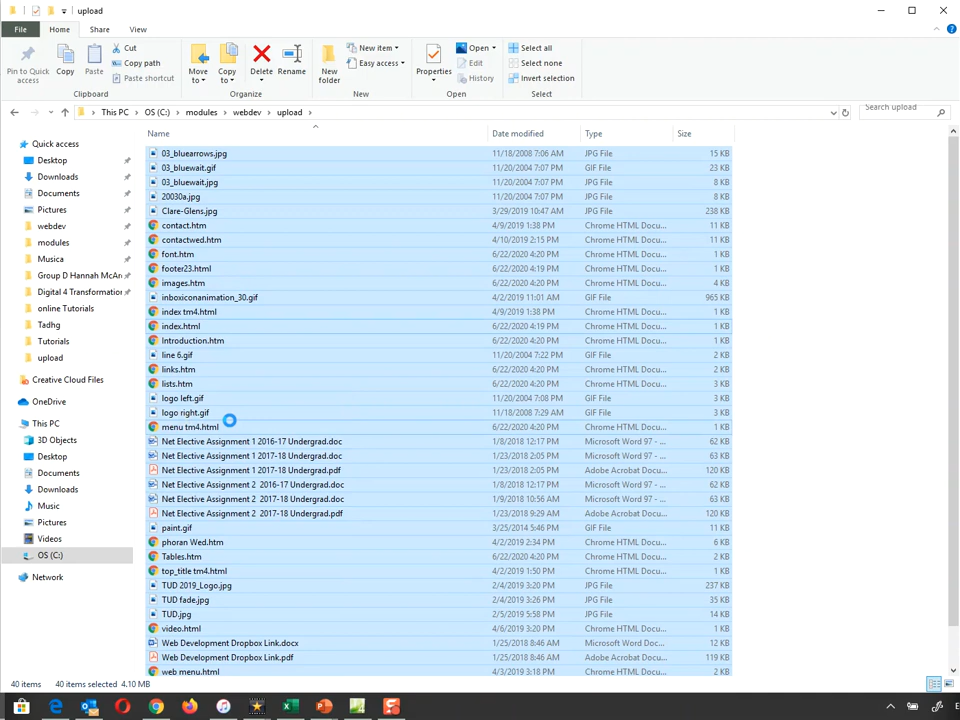 upload
File Home Share View
Pin to Quick access
Copy
Paste
Cut
Copy path
Paste shortcut
Clipboard
Move to
Copy to
Delete
Rename
Organize
New folder
New item
Easy access
New
Properties
Open
Edit
History
Open
Select all
Select none
Invert selection
Select
This PC > OS (C:) > modules > webdev > upload >
Search upload
Name Date modified Type Size
Quick access
Desktop
Downloads
Documents
Pictures
webdev
modules
Musica
Group D Hannah McAn
Digital 4 Transformation
online Tutorials
Tadhg
Tutorials
upload
Creative Cloud Files
OneDrive
This PC
3D Objects
Desktop
Documents
Downloads
Music
Pictures
Videos
OS (C:)
Network
03_bluearrows.jpg 11/18/2008 7:06 AM JPG File 15 KB
03_bluewait.gif 11/20/2004 7:07 PM GIF File 23 KB
03_bluewait.jpg 11/20/2004 7:07 PM JPG File 8 KB
20030a.jpg 11/20/2004 7:07 PM JPG File 8 KB
Clare-Glens.jpg 3/29/2019 10:47 AM JPG File 238 KB
contact.htm 4/9/2019 1:38 PM Chrome HTML Docu... 11 KB
contactwed.htm 4/10/2019 2:15 PM Chrome HTML Docu... 11 KB
font.htm 6/22/2020 4:20 PM Chrome HTML Docu... 1 KB
footer23.html 6/22/2020 4:19 PM Chrome HTML Docu... 1 KB
images.htm 6/22/2020 4:20 PM Chrome HTML Docu... 4 KB
inboxiconanimation_30.gif 4/2/2019 11:01 AM GIF File 965 KB
index tm4.html 4/9/2019 1:38 PM Chrome HTML Docu... 1 KB
index.html 6/22/2020 4:19 PM Chrome HTML Docu... 1 KB
Introduction.htm 6/22/2020 4:20 PM Chrome HTML Docu... 1 KB
line 6.gif 11/20/2004 7:22 PM GIF File 2 KB
links.htm 6/22/2020 4:20 PM Chrome HTML Docu... 2 KB
lists.htm 6/22/2020 4:20 PM Chrome HTML Docu... 3 KB
logo left.gif 11/20/2004 7:08 PM GIF File 3 KB
logo right.gif 11/18/2008 7:29 AM GIF File 3 KB
menu tm4.html 6/22/2020 4:20 PM Chrome HTML Docu... 1 KB
Net Elective Assignment 1 2016-17 Undergrad.doc 1/8/2018 12:17 PM Microsoft Word 97 - ... 62 KB
Net Elective Assignment 1 2017-18 Undergrad.doc 1/23/2018 2:05 PM Microsoft Word 97 - ... 63 KB
Net Elective Assignment 1 2017-18 Undergrad.pdf 1/23/2018 2:05 PM Adobe Acrobat Docu... 120 KB
Net Elective Assignment 2 2016-17 Undergrad.doc 1/8/2018 12:17 PM Microsoft Word 97 - ... 62 KB
Net Elective Assignment 2 2017-18 Undergrad.doc 1/9/2018 10:56 AM Microsoft Word 97 - ... 63 KB
Net Elective Assignment 2 2017-18 Undergrad.pdf 1/23/2018 9:29 AM Adobe Acrobat Docu... 120 KB
paint.gif 3/25/2014 5:46 PM GIF File 11 KB
phoran Wed.htm 4/2/2019 2:34 PM Chrome HTML Docu... 6 KB
Tables.htm 6/22/2020 4:20 PM Chrome HTML Docu... 2 KB
top_title tm4.html 4/2/2019 1:50 PM Chrome HTML Docu... 1 KB
TUD 2019_Logo.jpg 2/4/2019 3:20 PM JPG File 237 KB
TUD fade.jpg 2/4/2019 3:26 PM JPG File 35 KB
TUD.jpg 2/5/2019 5:58 PM JPG File 14 KB
video.html 4/6/2019 3:20 PM Chrome HTML Docu... 1 KB
Web Development Dropbox Link.docx 1/25/2018 8:46 AM Microsoft Word Doc... 12 KB
Web Development Dropbox Link.pdf 1/25/2018 8:46 AM Adobe Acrobat Docu... 119 KB
web menu.html 4/3/2019 3:18 PM Chrome HTML Docu... 1 KB
40 items 40 items selected 4.10 MB